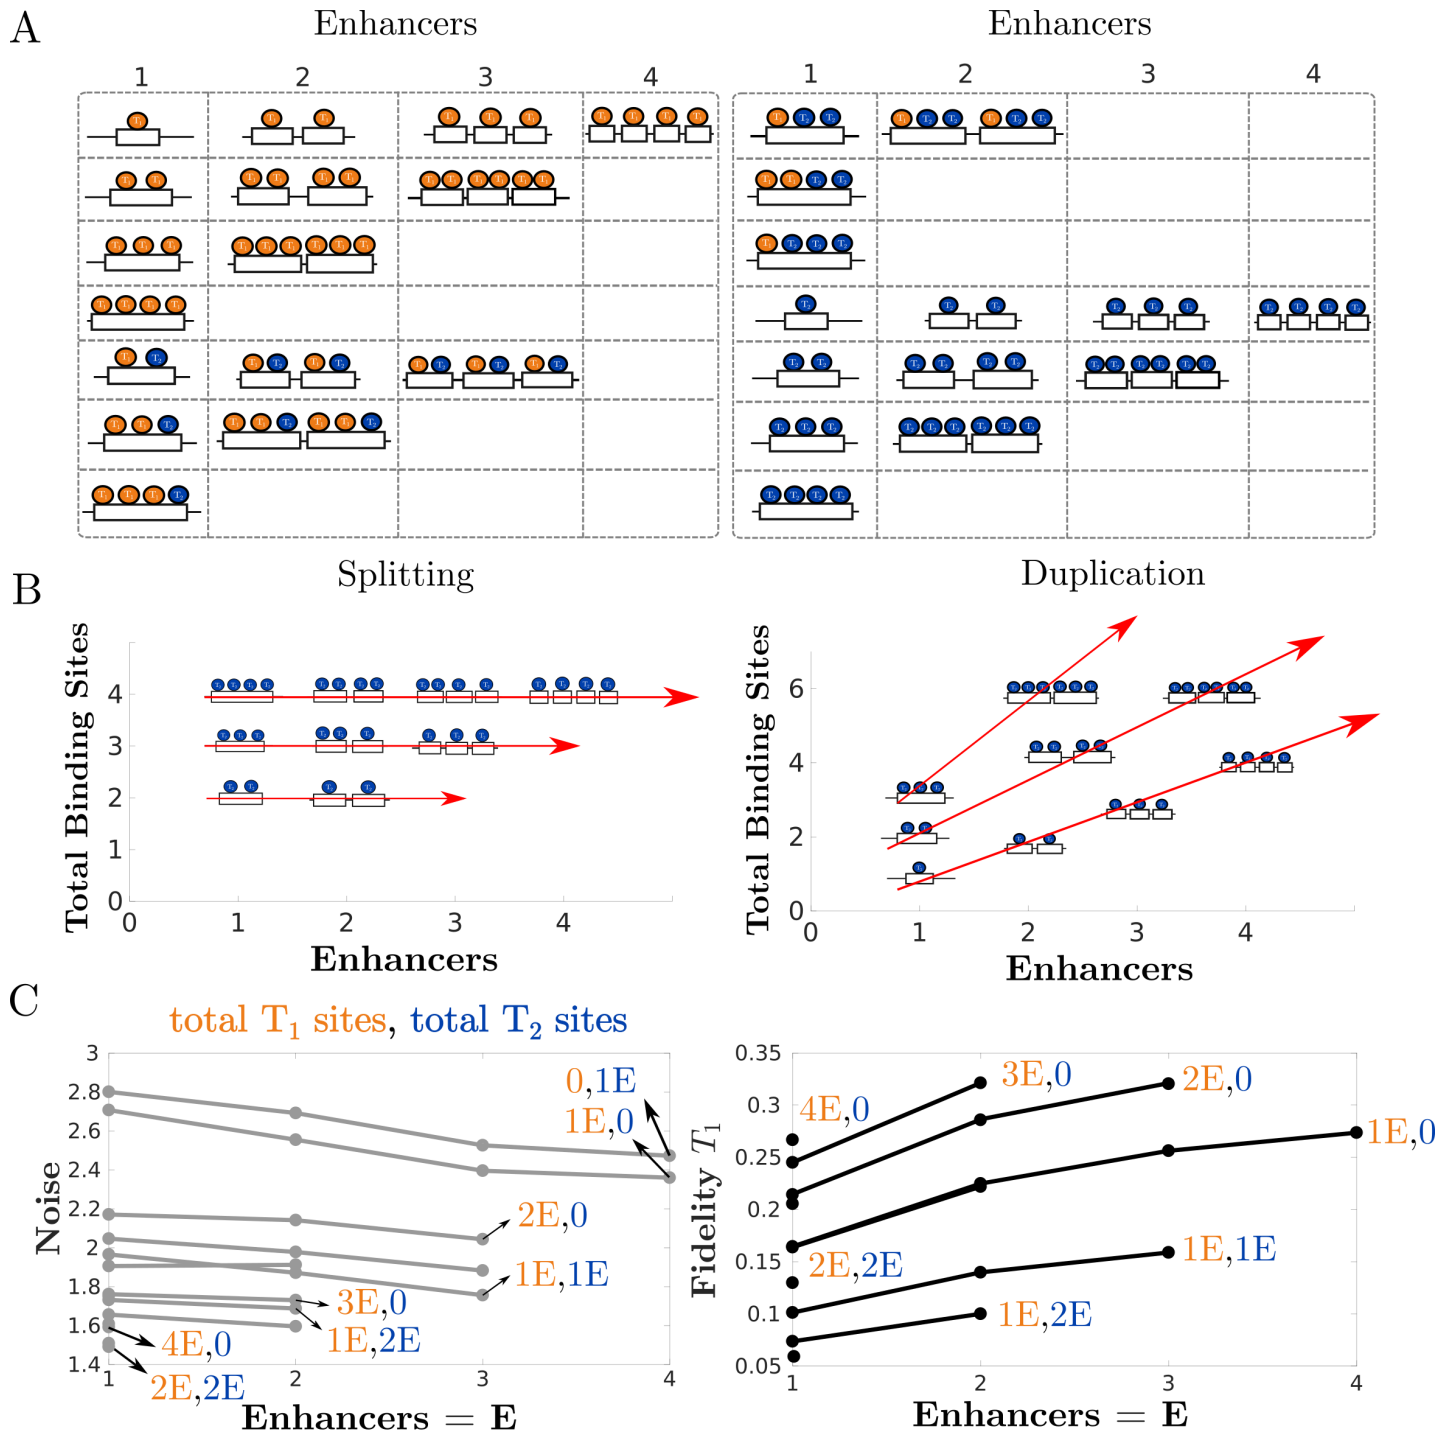 A
Enhancers
Enhancers
1 2 3 4
1 2 3 4
B
Splitting
Duplication
Total Binding Sites
4
3
2
1
0
0 1 2 3 4
Enhancers
Total Binding Sites
6
4
2
0
0 1 2 3 4
Enhancers
C
total T₁ sites, total T₂ sites
Noise
3
2.8
2.6
2.4
2.2
2
1.8
1.6
1.4
1 2 3 4
0,1E
1E,0
2E,0
1E,1E
3E,0
1E,2E
4E,0
2E,2E
Enhancers = E
Fidelity T₁
0.35
0.3
0.25
0.2
0.15
0.1
0.05
1 2 3 4
3E,0
2E,0
4E,0
1E,0
2E,2E
1E,1E
1E,2E
Enhancers = E